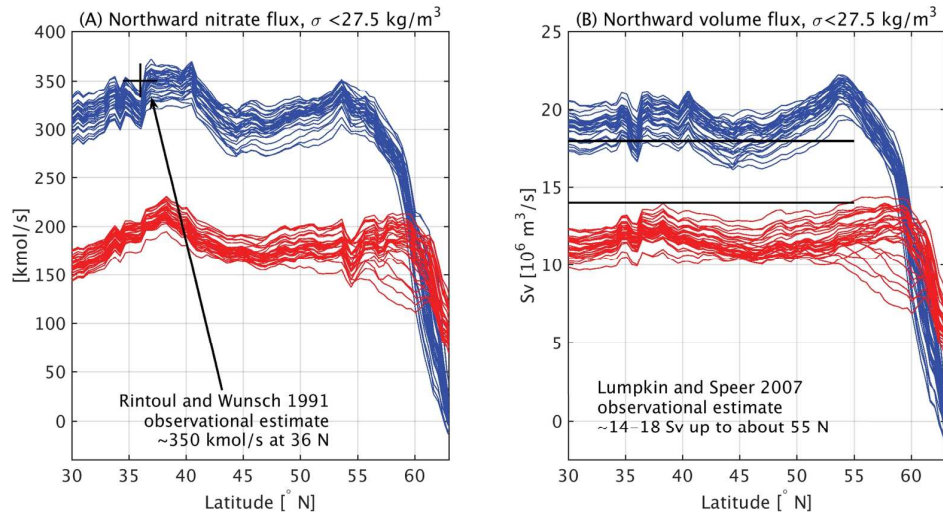 (A) Northward nitrate flux, σ <27.5 kg/m³
400
350
300
250
200
150
100
50
0
[kmol/s]
Rintoul and Wunsch 1991
observational estimate
~350 kmol/s at 36 N
30 35 40 45 50 55 60
Latitude [° N]
(B) Northward volume flux, σ<27.5 kg/m³
25
20
15
10
5
0
Sv [10⁶ m³/s]
Lumpkin and Speer 2007
observational estimate
~14–18 Sv up to about 55 N
30 35 40 45 50 55 60
Latitude [° N]